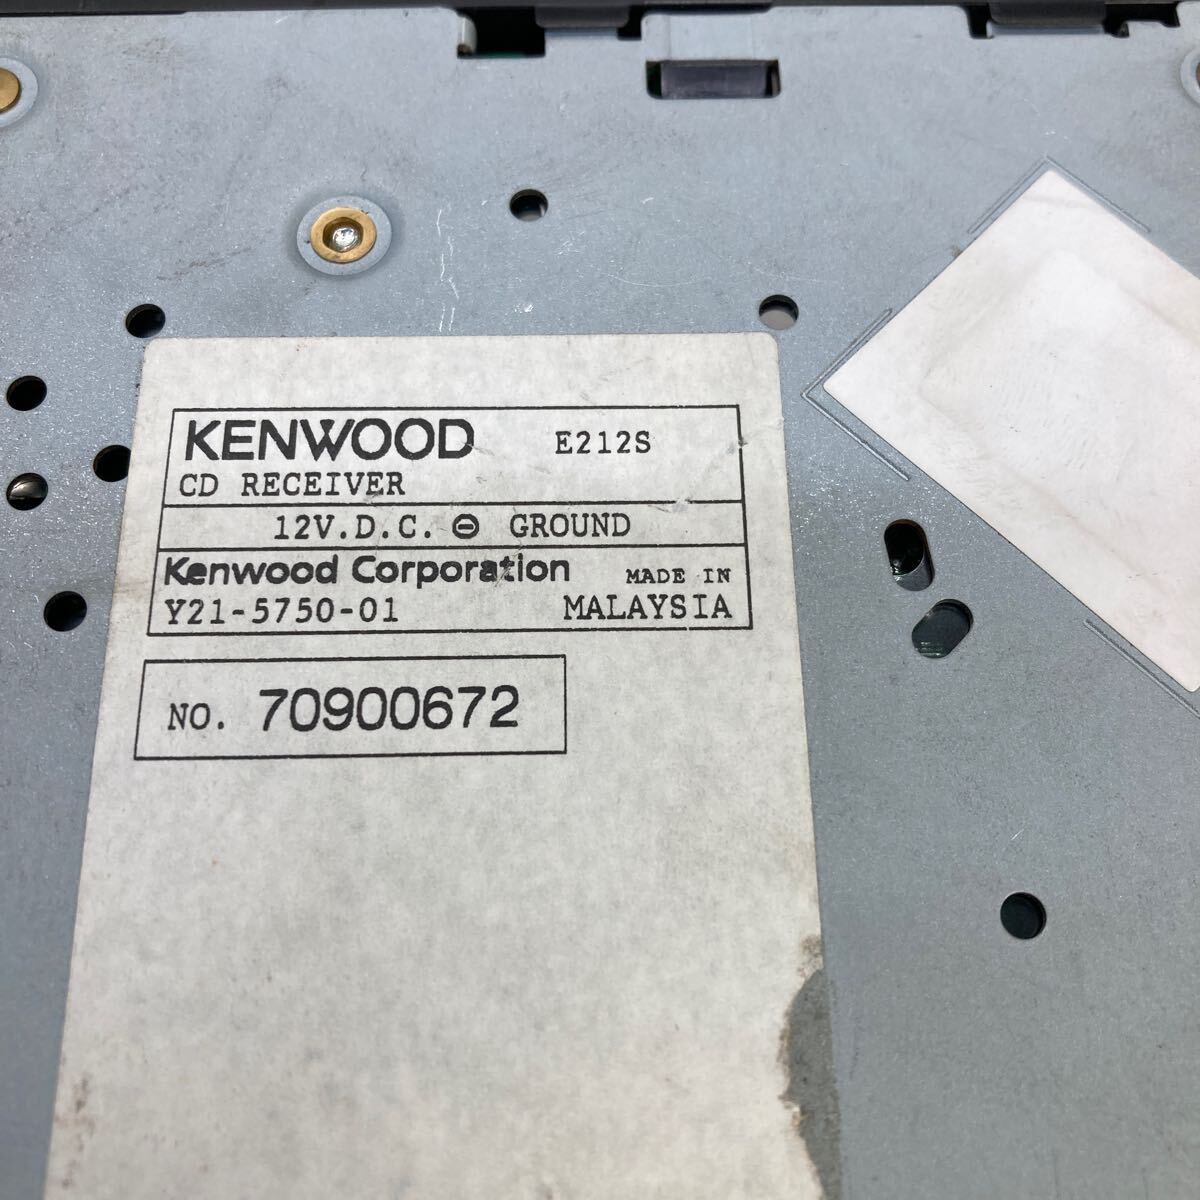 KENWOOD E212S
CD RECEIVER
12V.D.C. ⊖ GROUND
Kenwood Corporation MADE IN
Y21-5750-01 MALAYSIA
NO. 70900672